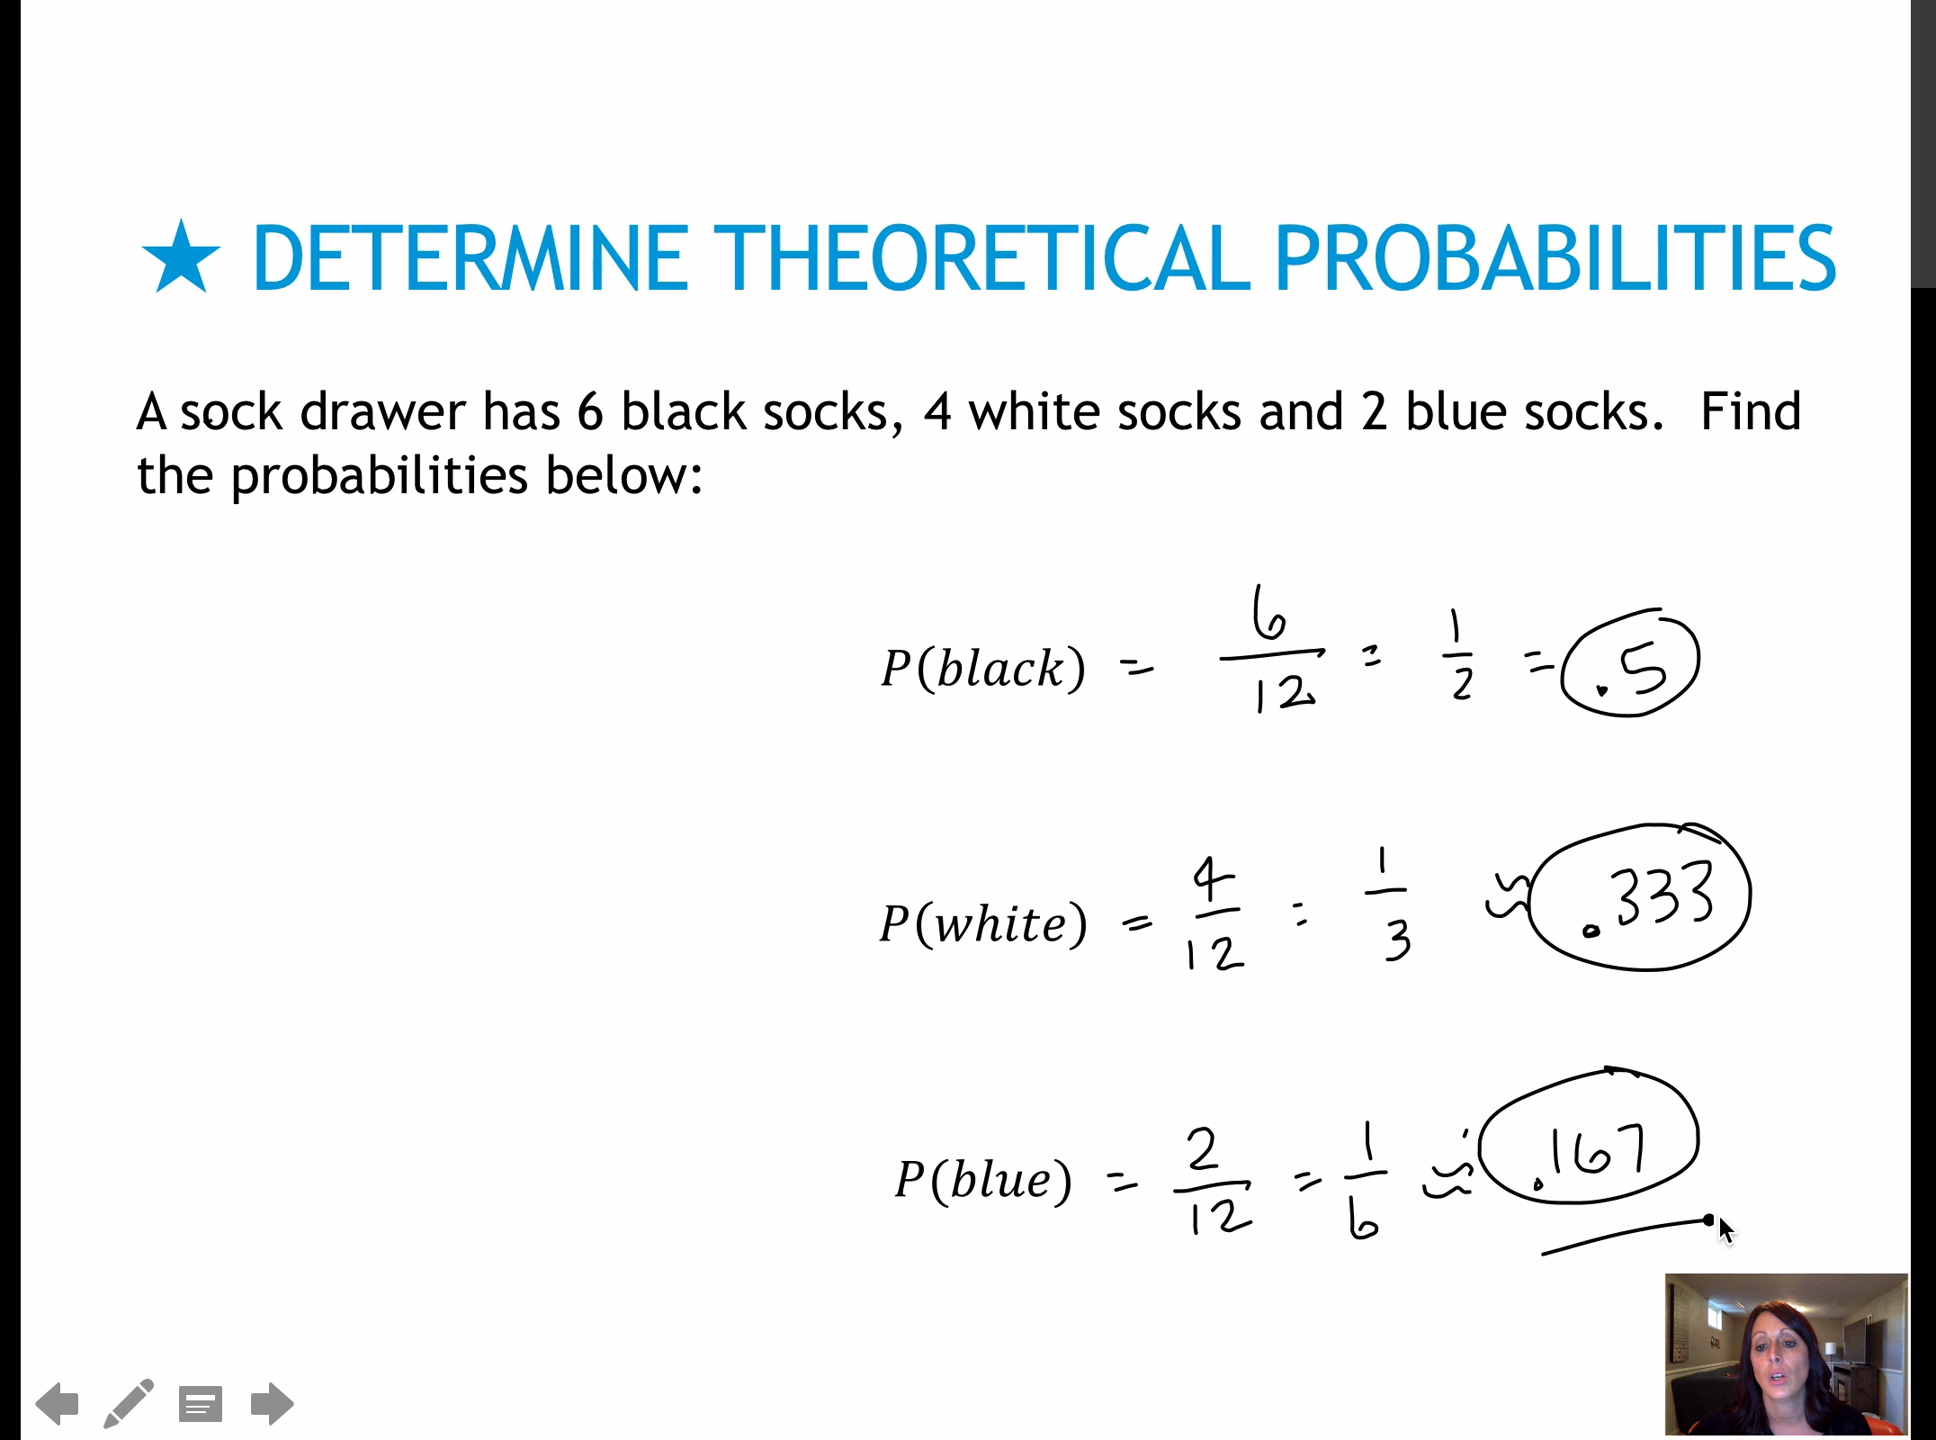 ★ DETERMINE THEORETICAL PROBABILITIES
A sock drawer has 6 black socks, 4 white socks and 2 blue socks. Find
the probabilities below:
P(black) = 6/12 = 1/2 = .5
P(white) = 4/12 = 1/3 ≈ .333
P(blue) = 2/12 = 1/6 ≈ .167